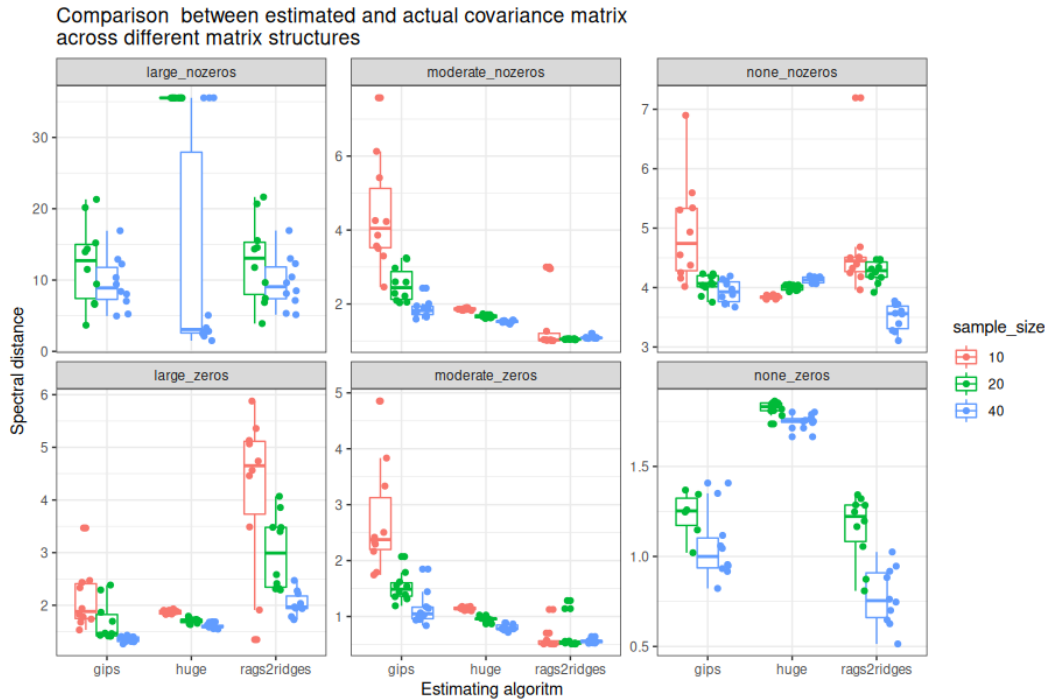 Comparison  between estimated and actual covariance matrix
across different matrix structures
large_nozeros
moderate_nozeros
none_nozeros
30
20
10
0
6
4
2
7
6
5
4
3
large_zeros
moderate_zeros
none_zeros
6
5
4
3
2
5
4
3
2
1
1.5
1.0
0.5
gips
huge
rags2ridges
gips
huge
rags2ridges
gips
huge
rags2ridges
Spectral distance
Estimating algoritm
sample_size
10
20
40